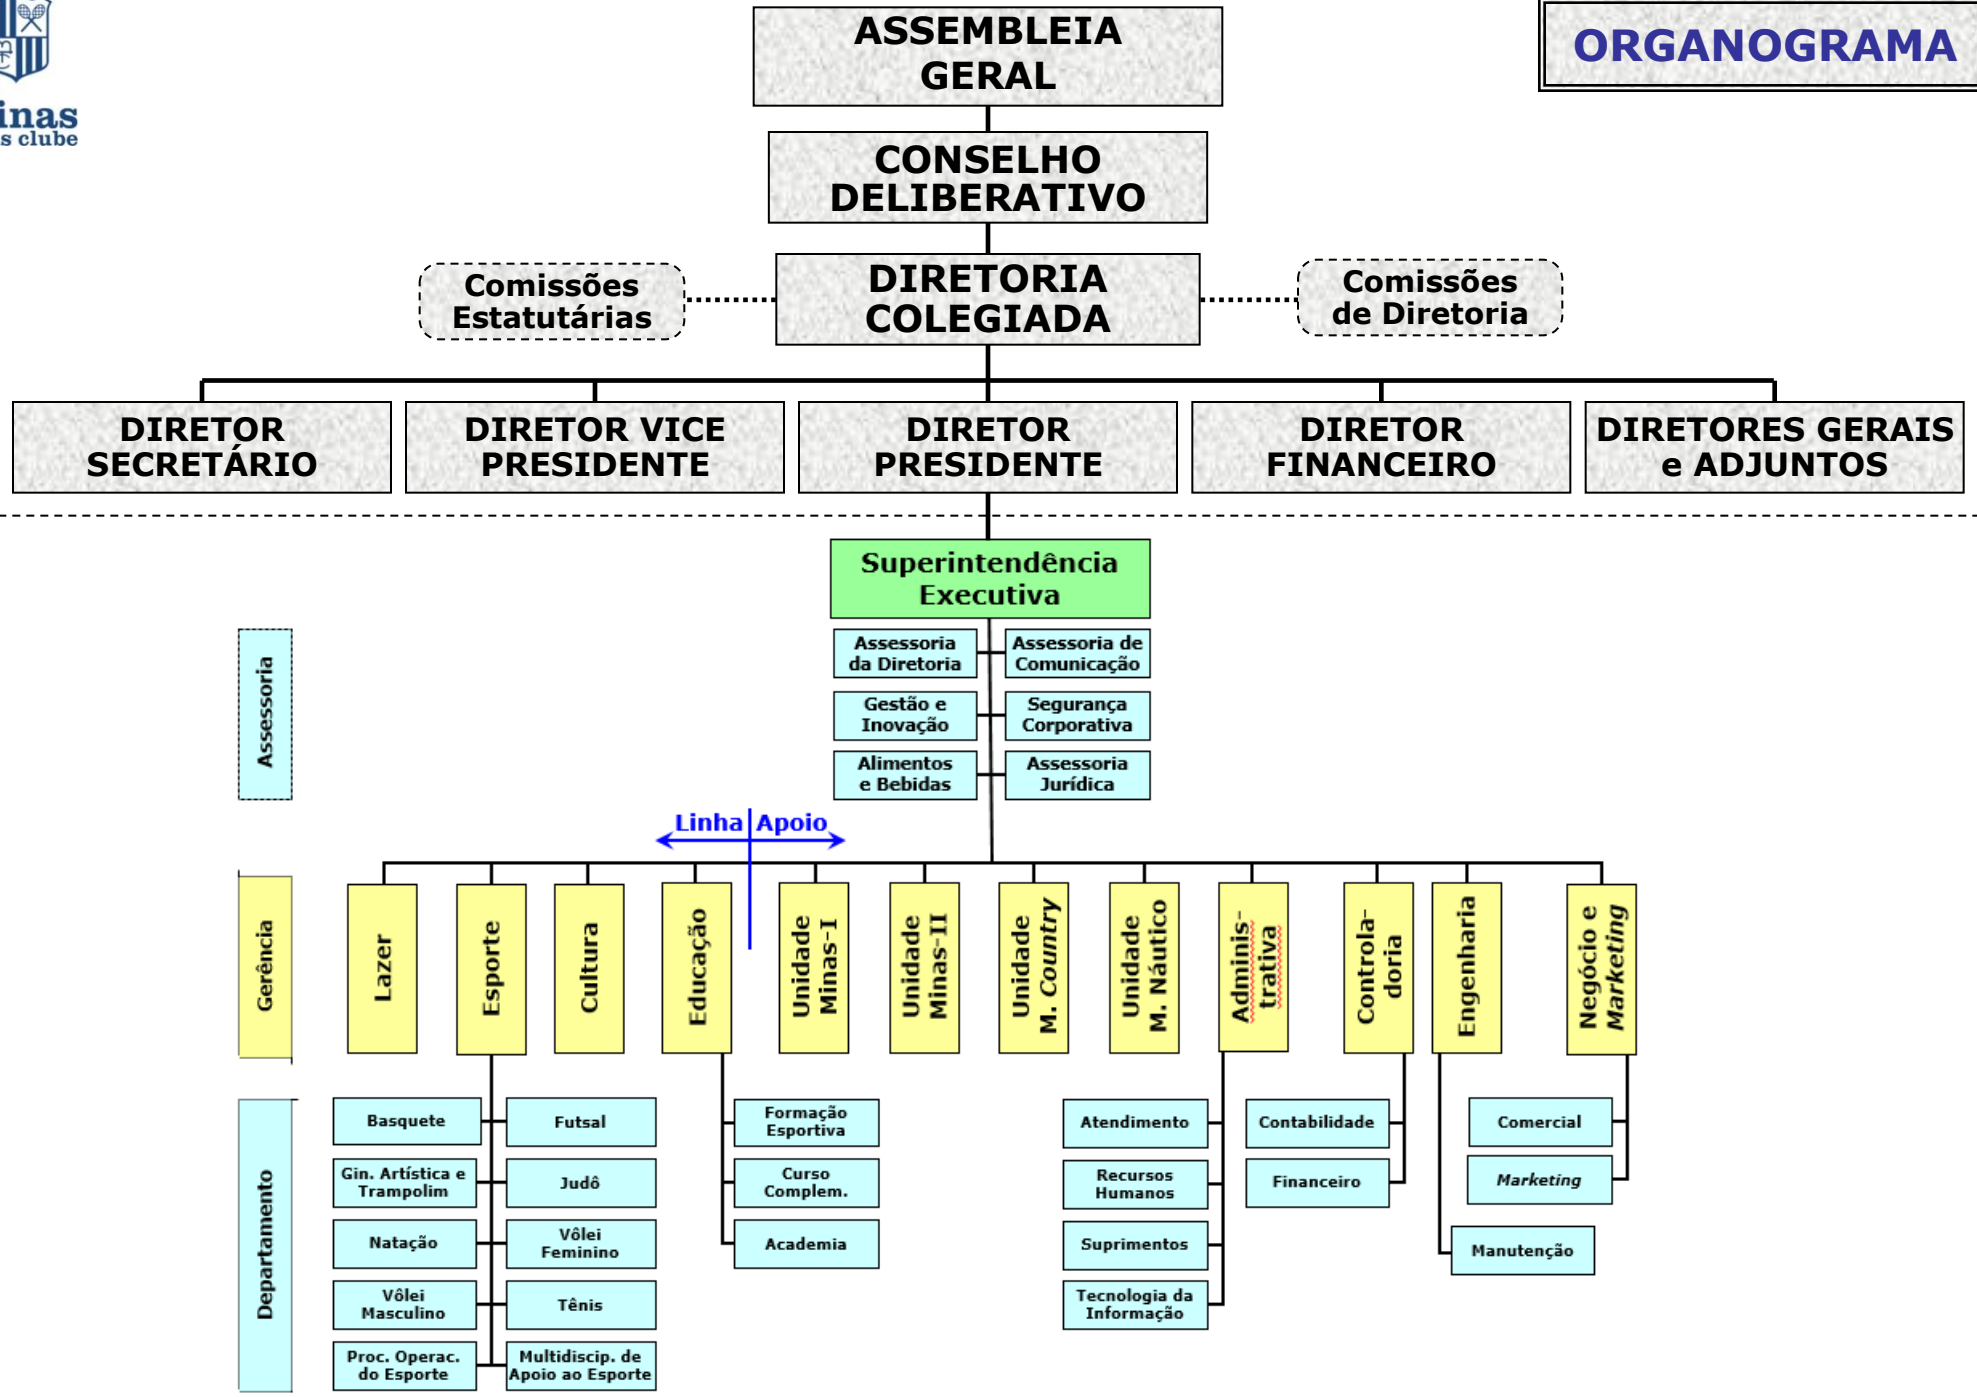 ORGANOGRAMA
ASSEMBLEIA
GERAL
CONSELHO
DELIBERATIVO
Comissões
Estatutárias
DIRETORIA
COLEGIADA
Comissões
de Diretoria
DIRETOR
SECRETÁRIO
DIRETOR VICE
PRESIDENTE
DIRETOR
PRESIDENTE
DIRETOR
FINANCEIRO
DIRETORES GERAIS
e ADJUNTOS
Superintendência
Executiva
Assessoria
Assessoria
da Diretoria
Assessoria de
Comunicação
Gestão e
Inovação
Segurança
Corporativa
Alimentos
e Bebidas
Assessoria
Jurídica
Linha
Apoio
Gerência
Lazer
Esporte
Cultura
Educação
Unidade
Minas-I
Unidade
Minas-II
Unidade
M. Country
Unidade
M. Náutico
Adminis-
trativa
Controla-
doria
Engenharia
Negócio e
Marketing
Departamento
Basquete
Futsal
Gin. Artística e
Trampolim
Judô
Natação
Vôlei
Feminino
Vôlei
Masculino
Tênis
Proc. Operac.
do Esporte
Multidiscip. de
Apoio ao Esporte
Formação
Esportiva
Curso
Complem.
Academia
Atendimento
Recursos
Humanos
Suprimentos
Tecnologia da
Informação
Contabilidade
Financeiro
Comercial
Marketing
Manutenção
inas
s clube